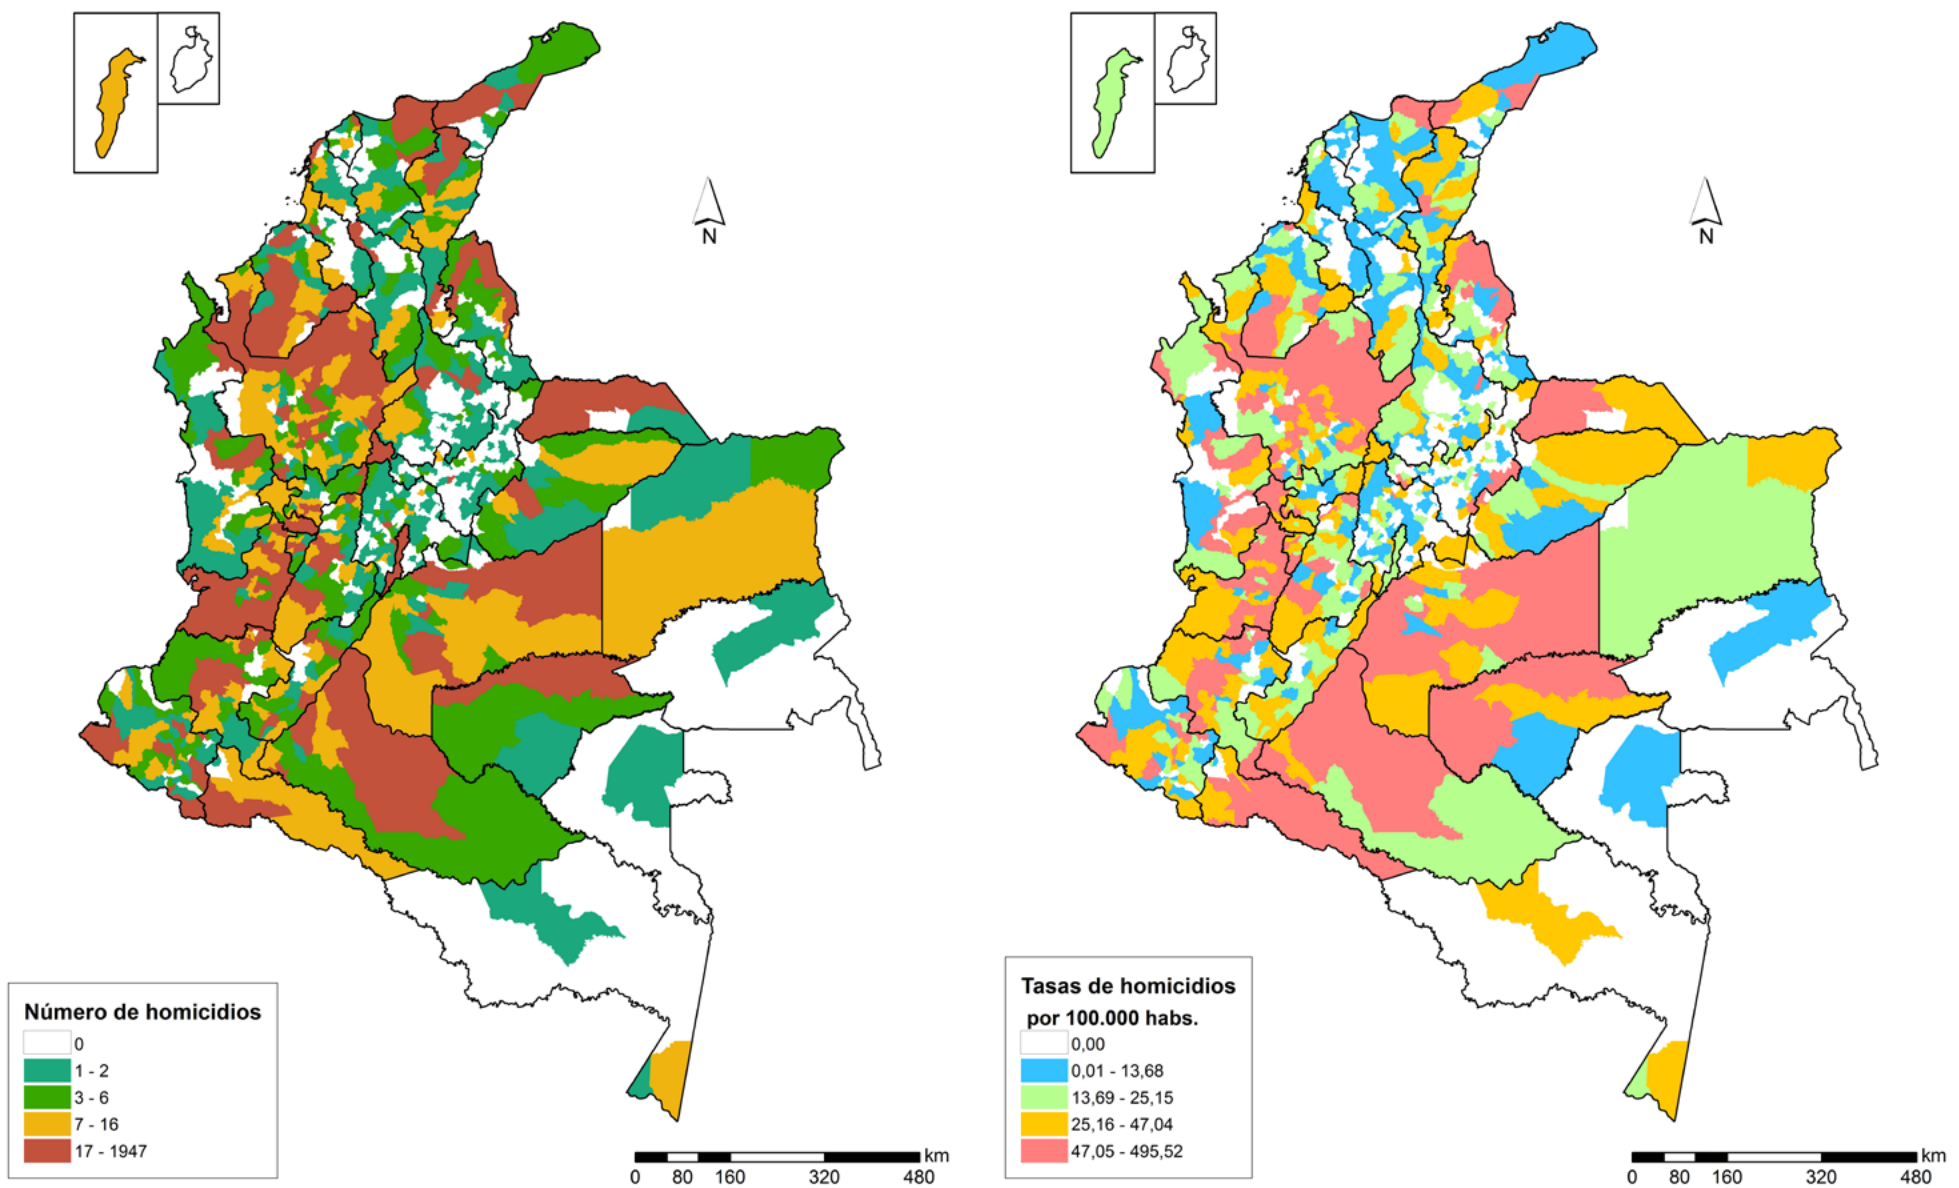 N
Número de homicidios
0
1 - 2
3 - 6
7 - 16
17 - 1947
km
0 80 160 320 480
N
Tasas de homicidios
por 100.000 habs.
0,00
0,01 - 13,68
13,69 - 25,15
25,16 - 47,04
47,05 - 495,52
km
0 80 160 320 480